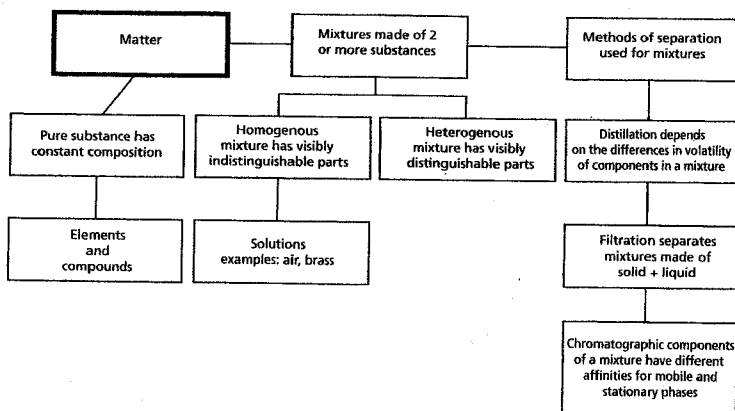 Matter
Mixtures made of 2
or more substances
Methods of separation
used for mixtures
Pure substance has
constant composition
Homogenous
mixture has visibly
indistinguishable parts
Heterogenous
mixture has visibly
distinguishable parts
Distillation depends
on the differences in volatility
of components in a mixture
Elements
and
compounds
Solutions
examples: air, brass
Filtration separates
mixtures made of
solid + liquid
Chromatographic components
of a mixture have different
affinities for mobile and
stationary phases